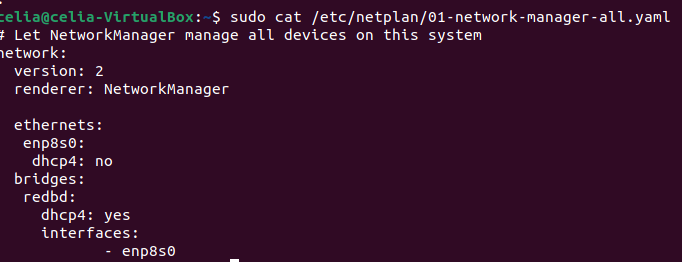 celia@celia-VirtualBox:~$ sudo cat /etc/netplan/01-network-manager-all.yaml
# Let NetworkManager manage all devices on this system
network:
  version: 2
  renderer: NetworkManager

  ethernets:
   enp8s0:
    dhcp4: no
  bridges:
   redbd:
     dhcp4: yes
     interfaces:
            - enp8s0